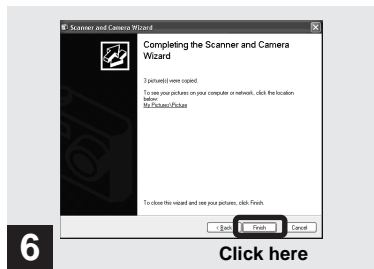 Scanner and Camera Wizard
Completing the Scanner and Camera
Wizard
3 picture(s) were copied.
To see your pictures on your computer or network, click the location
below:
My Pictures\Picture
To close this wizard and see your pictures, click Finish.
< Back Finish Cancel
6
Click here